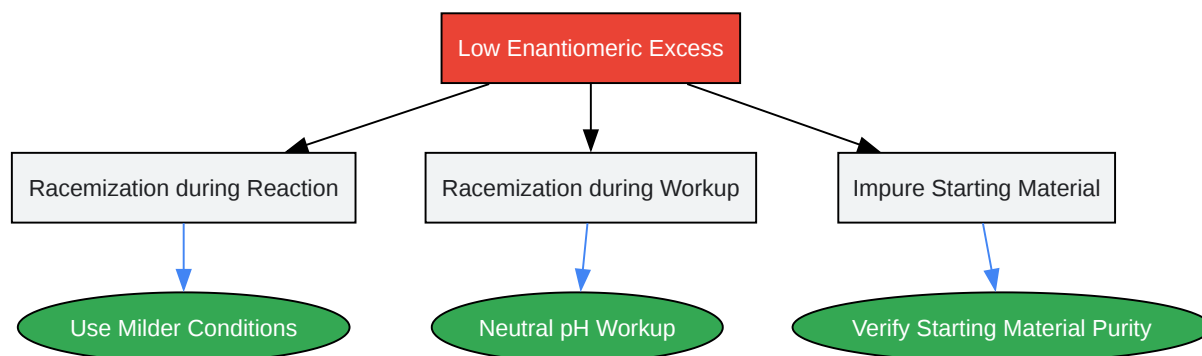 Low Enantiomeric Excess
Racemization during Reaction
Racemization during Workup
Impure Starting Material
Use Milder Conditions
Neutral pH Workup
Verify Starting Material Purity